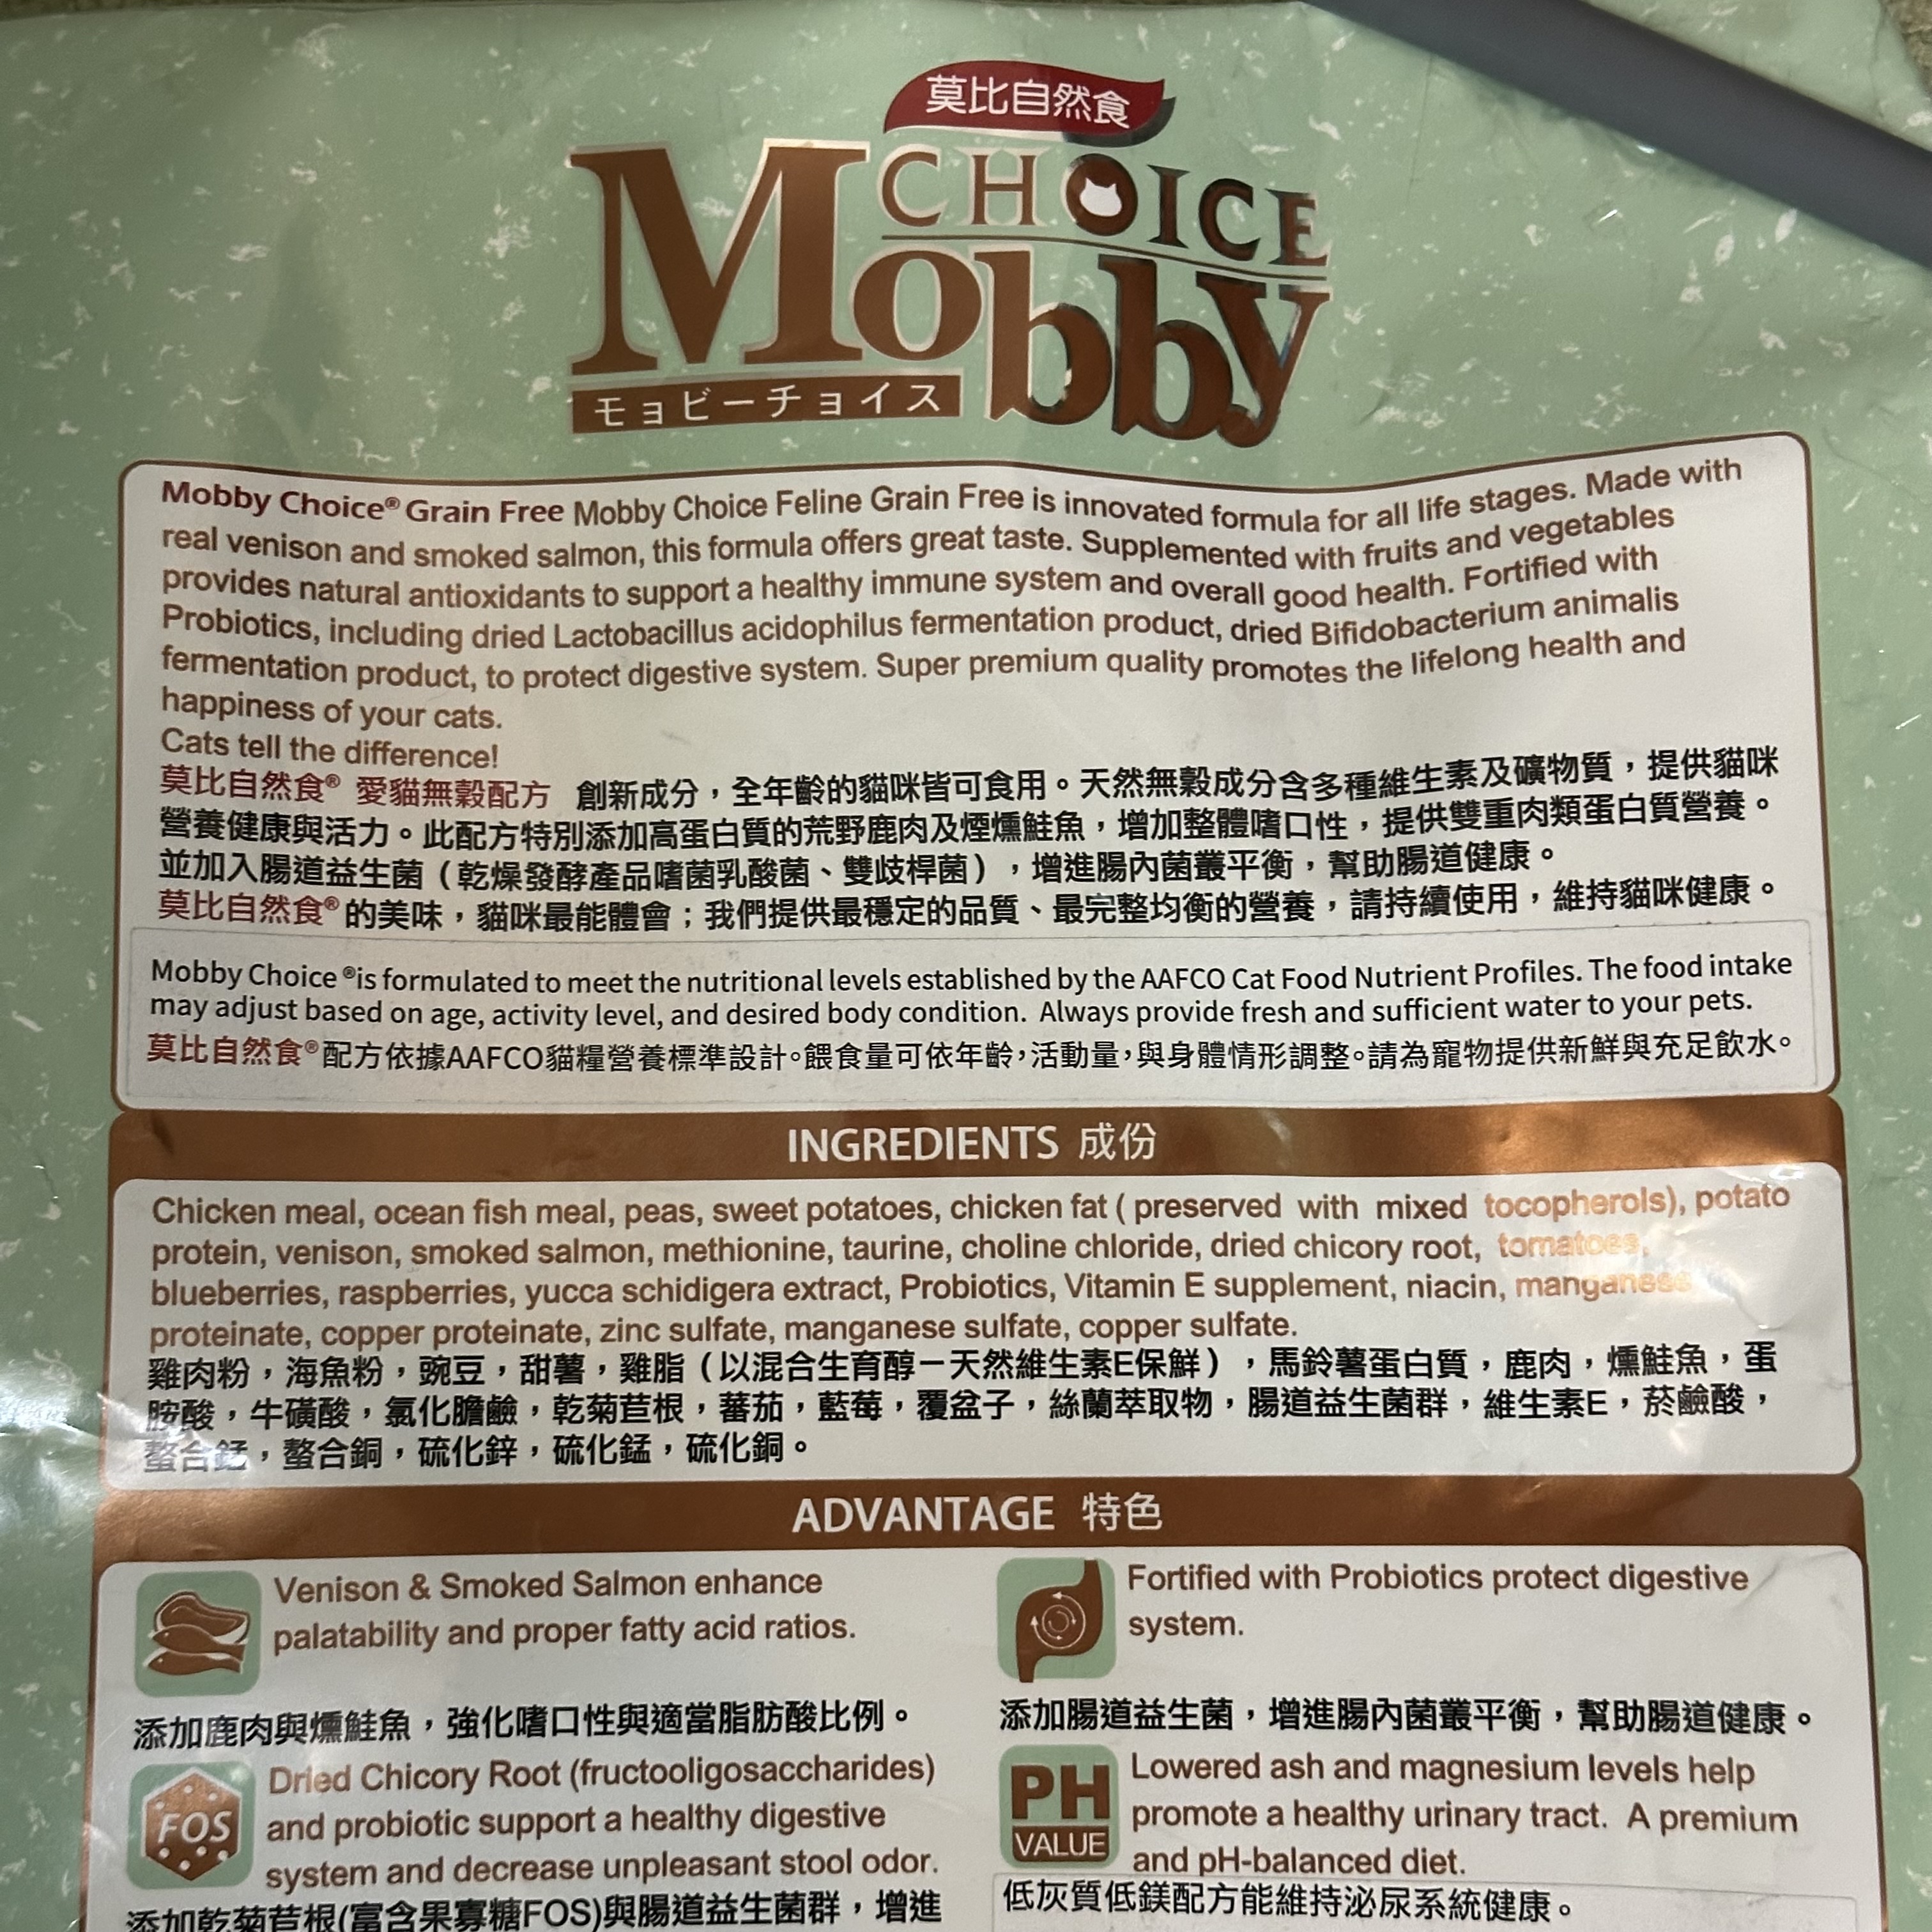 莫比自然食
CHOICE
Mobby
モョビーチョイス
Mobby Choice® Grain Free Mobby Choice Feline Grain Free is innovated formula for all life stages. Made with
real venison and smoked salmon, this formula offers great taste. Supplemented with fruits and vegetables
provides natural antioxidants to support a healthy immune system and overall good health. Fortified with
Probiotics, including dried Lactobacillus acidophilus fermentation product, dried Bifidobacterium animalis
fermentation product, to protect digestive system. Super premium quality promotes the lifelong health and
happiness of your cats.
Cats tell the difference!
莫比自然食® 愛貓無穀配方 創新成分，全年齡的貓咪皆可食用。天然無穀成分含多種維生素及礦物質，提供貓咪
營養健康與活力。此配方特別添加高蛋白質的荒野鹿肉及煙燻鮭魚，增加整體嗜口性，提供雙重肉類蛋白質營養。
並加入腸道益生菌（乾燥發酵產品嗜菌乳酸菌、雙歧桿菌），增進腸內菌叢平衡，幫助腸道健康。
莫比自然食®的美味，貓咪最能體會；我們提供最穩定的品質、最完整均衡的營養，請持續使用，維持貓咪健康。
Mobby Choice ®is formulated to meet the nutritional levels established by the AAFCO Cat Food Nutrient Profiles. The food intake
may adjust based on age, activity level, and desired body condition. Always provide fresh and sufficient water to your pets.
莫比自然食®配方依據AAFCO貓糧營養標準設計。餵食量可依年齡，活動量，與身體情形調整。請為寵物提供新鮮與充足飲水。
INGREDIENTS 成份
Chicken meal, ocean fish meal, peas, sweet potatoes, chicken fat ( preserved with mixed tocopherols), potato
protein, venison, smoked salmon, methionine, taurine, choline chloride, dried chicory root, tomatoes,
blueberries, raspberries, yucca schidigera extract, Probiotics, Vitamin E supplement, niacin, manganese
proteinate, copper proteinate, zinc sulfate, manganese sulfate, copper sulfate.
雞肉粉，海魚粉，豌豆，甜薯，雞脂（以混合生育醇－天然維生素E保鮮），馬鈴薯蛋白質，鹿肉，燻鮭魚，蛋
胺酸，牛磺酸，氯化膽鹼，乾菊苣根，蕃茄，藍莓，覆盆子，絲蘭萃取物，腸道益生菌群，維生素E，菸鹼酸，
螯合錳，螯合銅，硫化鋅，硫化錳，硫化銅。
ADVANTAGE 特色
Venison & Smoked Salmon enhance
palatability and proper fatty acid ratios.
添加鹿肉與燻鮭魚，強化嗜口性與適當脂肪酸比例。
Fortified with Probiotics protect digestive
system.
添加腸道益生菌，增進腸內菌叢平衡，幫助腸道健康。
FOS
Dried Chicory Root (fructooligosaccharides)
and probiotic support a healthy digestive
system and decrease unpleasant stool odor.
添加乾菊苣根(富含果寡糖FOS)與腸道益生菌群，增進
PH
VALUE
Lowered ash and magnesium levels help
promote a healthy urinary tract. A premium
and pH-balanced diet.
低灰質低鎂配方能維持泌尿系統健康。